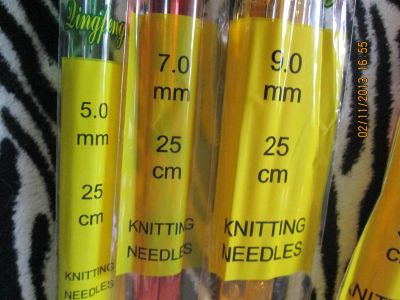 Qingfeng
5.0
mm
25
cm
KNITTING
NEEDLES
7.0
mm
25
cm
KNITTING
NEEDLES
9.0
mm
25
cm
KNITTING
NEEDLES
02/11/2013 16:55